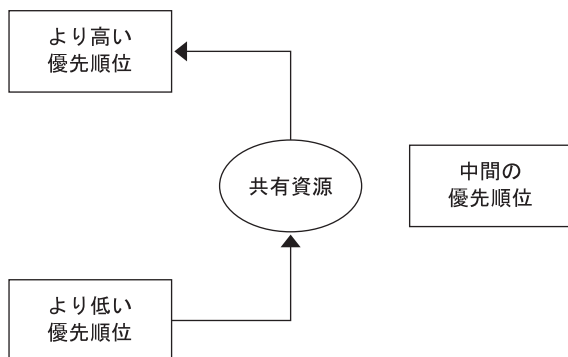 より高い
優先順位
共有資源
中間の
優先順位
より低い
優先順位